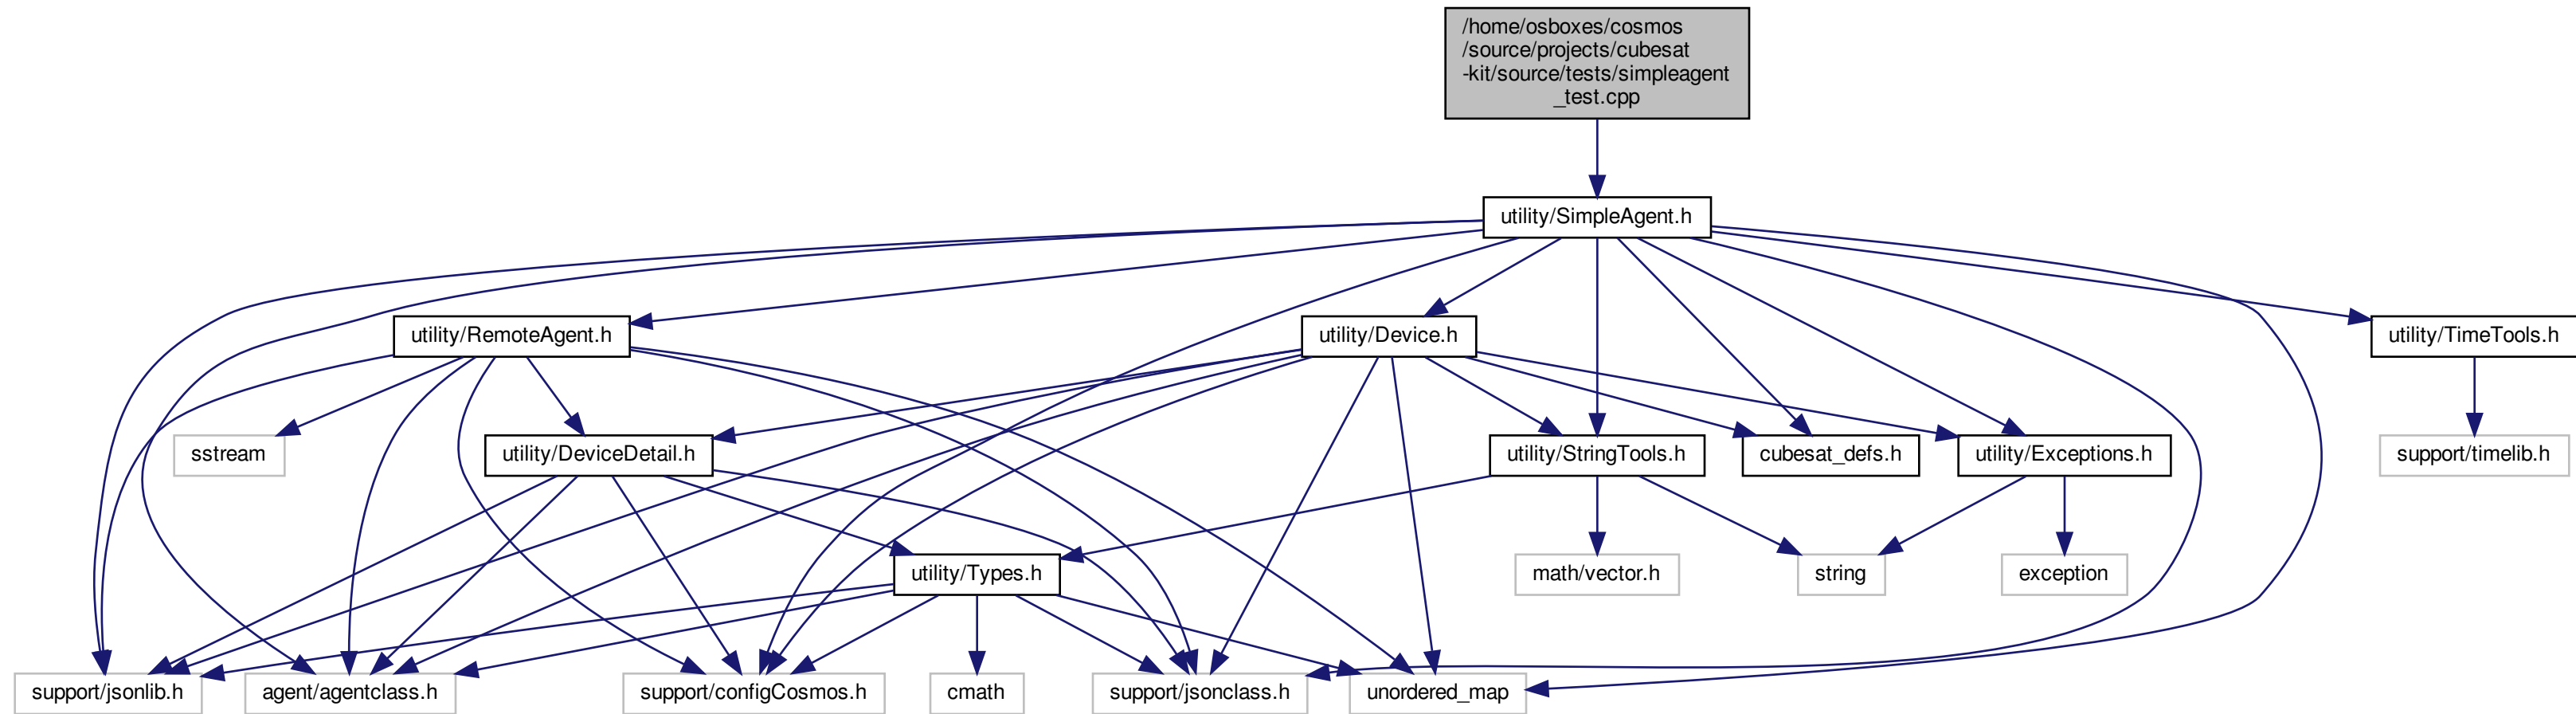 /home/osboxes/cosmos
/source/projects/cubesat
-kit/source/tests/simpleagent
_test.cpp
utility/SimpleAgent.h
utility/RemoteAgent.h
utility/Device.h
utility/TimeTools.h
sstream
utility/DeviceDetail.h
utility/StringTools.h
cubesat_defs.h
utility/Exceptions.h
support/timelib.h
utility/Types.h
math/vector.h
string
exception
support/jsonlib.h
agent/agentclass.h
support/configCosmos.h
cmath
support/jsonclass.h
unordered_map